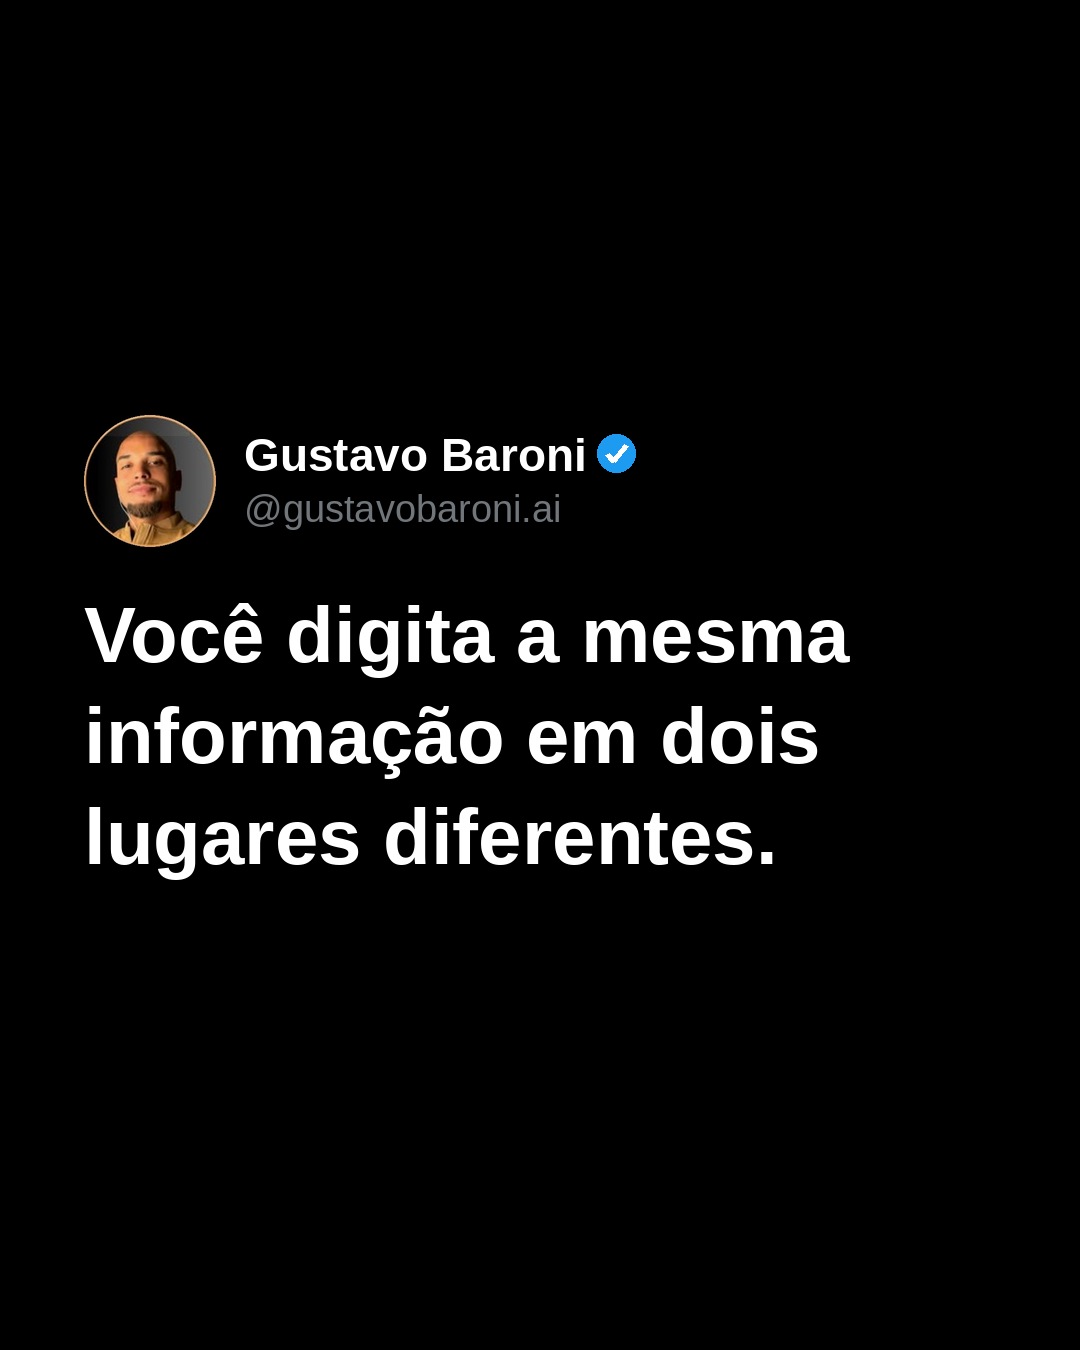 Gustavo Baroni
@gustavobaroni.ai
Você digita a mesma
informação em dois
lugares diferentes.